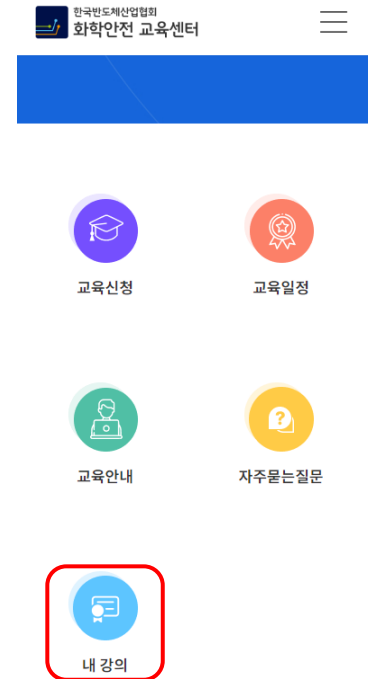 한국반도체산업협회
화학안전 교육센터
교육신청
교육일정
교육안내
자주묻는질문
내 강의